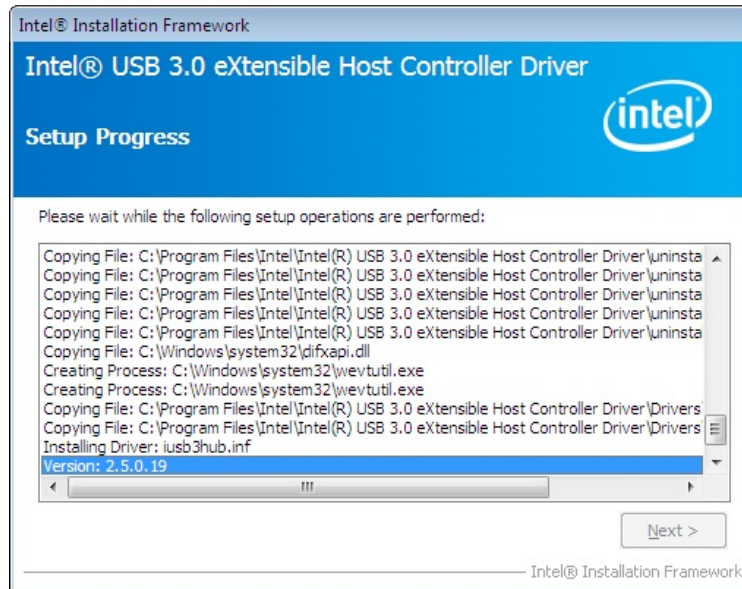 Intel® Installation Framework
Intel® USB 3.0 eXtensible Host Controller Driver
intel
Setup Progress
Please wait while the following setup operations are performed:
Copying File: C:\Program Files\Intel\Intel(R) USB 3.0 eXtensible Host Controller Driver\uninsta
Copying File: C:\Program Files\Intel\Intel(R) USB 3.0 eXtensible Host Controller Driver\uninsta
Copying File: C:\Program Files\Intel\Intel(R) USB 3.0 eXtensible Host Controller Driver\uninsta
Copying File: C:\Program Files\Intel\Intel(R) USB 3.0 eXtensible Host Controller Driver\uninsta
Copying File: C:\Program Files\Intel\Intel(R) USB 3.0 eXtensible Host Controller Driver\uninsta
Copying File: C:\Windows\system32\difxapi.dll
Creating Process: C:\Windows\system32\wevtutil.exe
Creating Process: C:\Windows\system32\wevtutil.exe
Copying File: C:\Program Files\Intel\Intel(R) USB 3.0 eXtensible Host Controller Driver\Drivers\
Copying File: C:\Program Files\Intel\Intel(R) USB 3.0 eXtensible Host Controller Driver\Drivers\
Installing Driver: iusb3hub.inf
Version: 2.5.0.19
Next >
Intel® Installation Framework